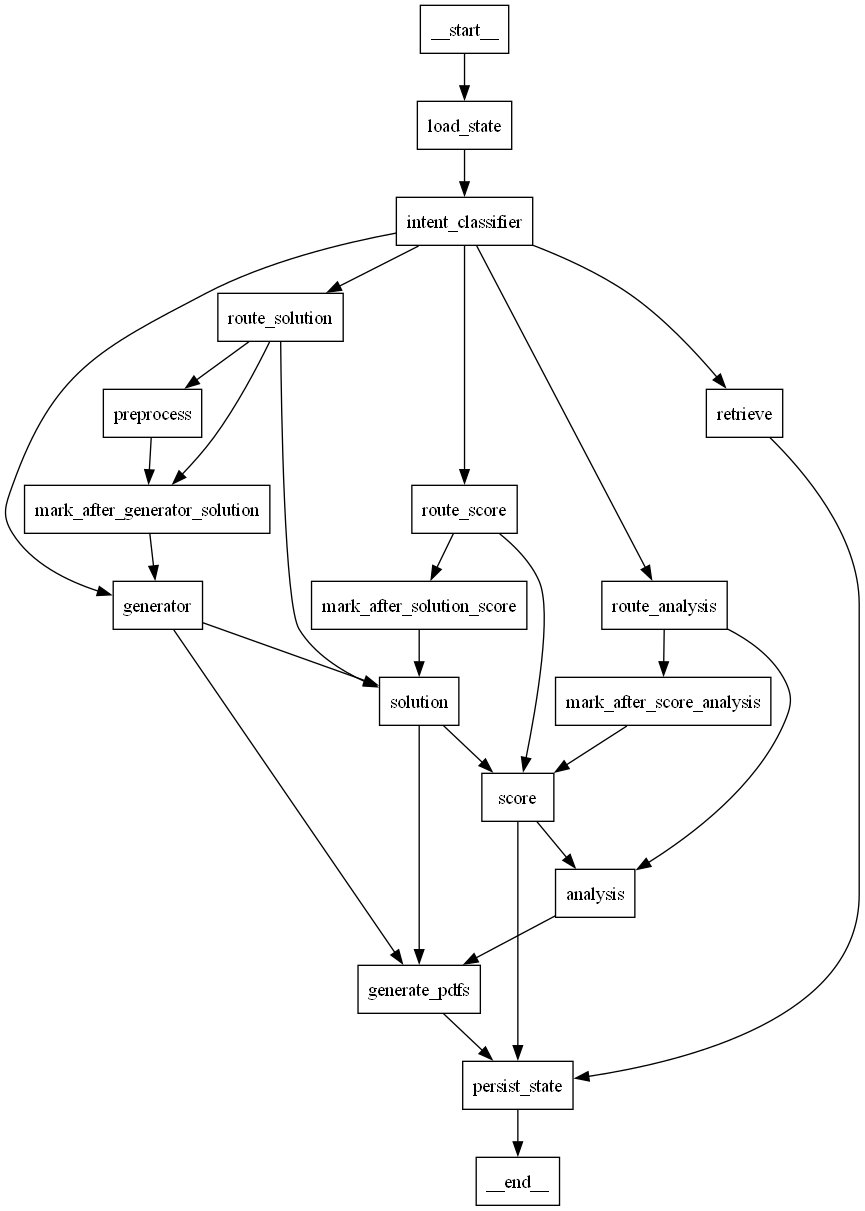 __start__
load_state
intent_classifier
route_solution
preprocess
retrieve
mark_after_generator_solution
route_score
generator
mark_after_solution_score
route_analysis
solution
mark_after_score_analysis
score
analysis
generate_pdfs
persist_state
__end__